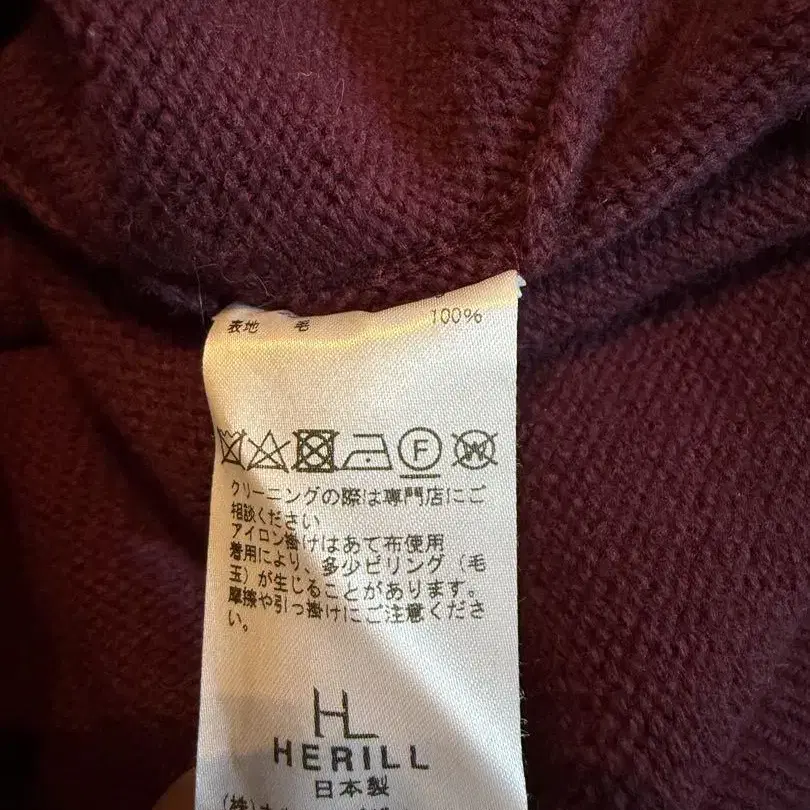 表地 毛 100%
F W
クリーニングの際は専門店にご
相談ください
アイロン掛けはあて布使用
着用により、多少ピリング（毛
玉）が生じることがあります。
摩擦や引っ掛けにご注意くださ
い。
HL
HERILL
日本製
(株)